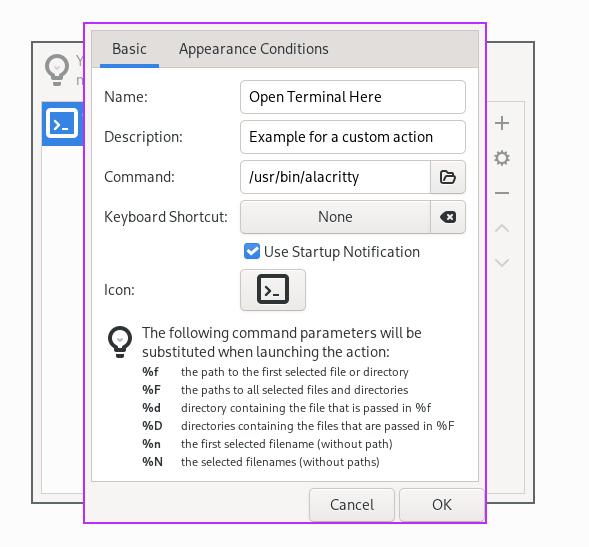 Basic Appearance Conditions
Name: Open Terminal Here
Description: Example for a custom action
Command: /usr/bin/alacritty
Keyboard Shortcut: None
Use Startup Notification
Icon:
The following command parameters will be
substituted when launching the action:
%f the path to the first selected file or directory
%F the paths to all selected files and directories
%d directory containing the file that is passed in %f
%D directories containing the files that are passed in %F
%n the first selected filename (without path)
%N the selected filenames (without paths)
Cancel OK